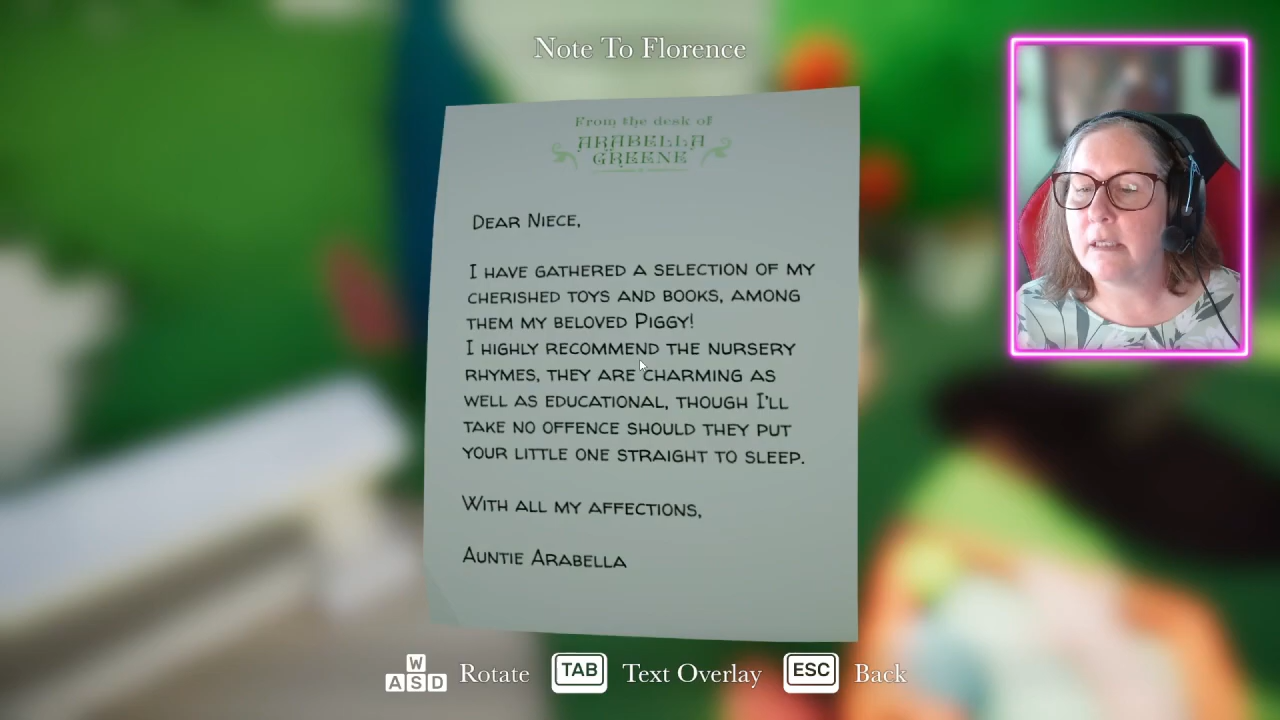 Note To Florence
From the desk of
ARABELLA
GREENE
DEAR NIECE,
I HAVE GATHERED A SELECTION OF MY
CHERISHED TOYS AND BOOKS, AMONG
THEM MY BELOVED PIGGY!
I HIGHLY RECOMMEND THE NURSERY
RHYMES, THEY ARE CHARMING AS
WELL AS EDUCATIONAL, THOUGH I'LL
TAKE NO OFFENCE SHOULD THEY PUT
YOUR LITTLE ONE STRAIGHT TO SLEEP.
WITH ALL MY AFFECTIONS,
AUNTIE ARABELLA
W
A S D Rotate TAB Text Overlay ESC Back